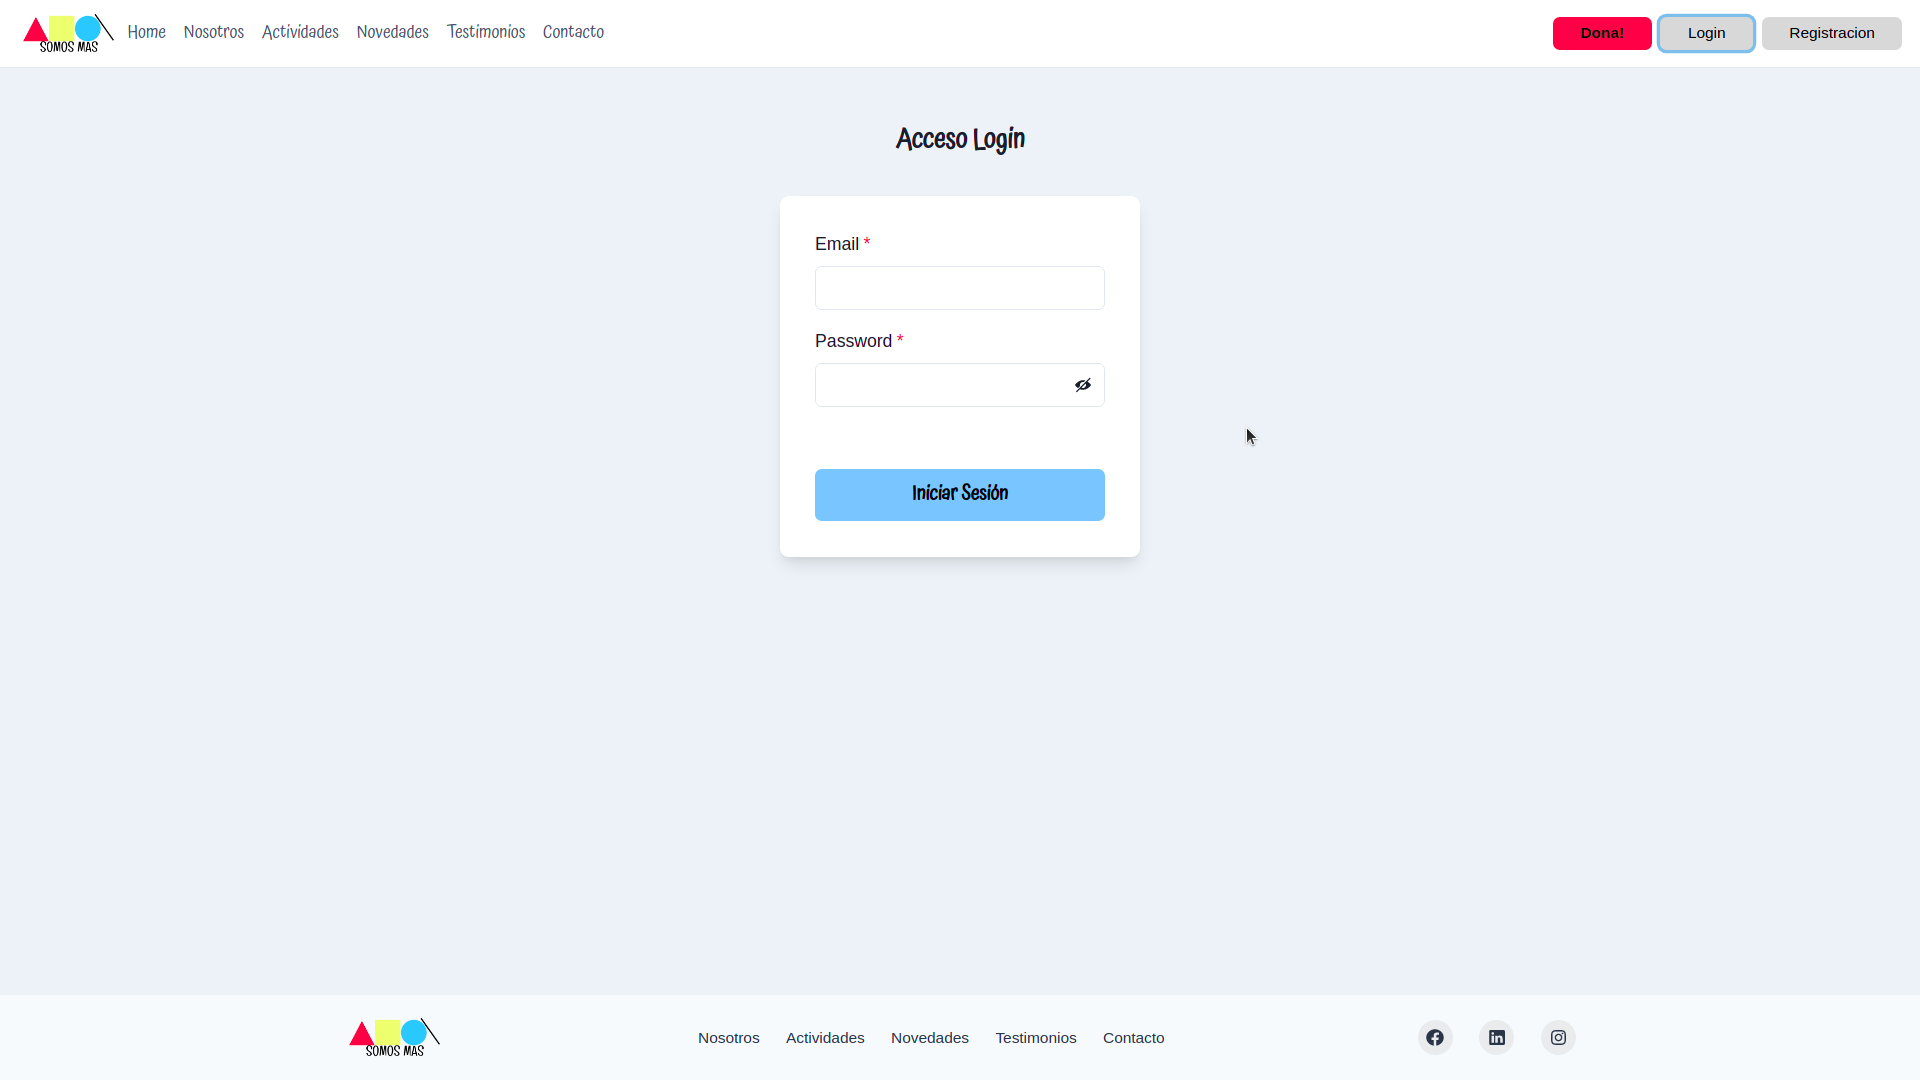 SOMOS MAS
Home Nosotros Actividades Novedades Testimonios Contacto
Dona! Login Registracion
Acceso Login
Email *
Password *
Iniciar Sesión
SOMOS MAS
Nosotros Actividades Novedades Testimonios Contacto